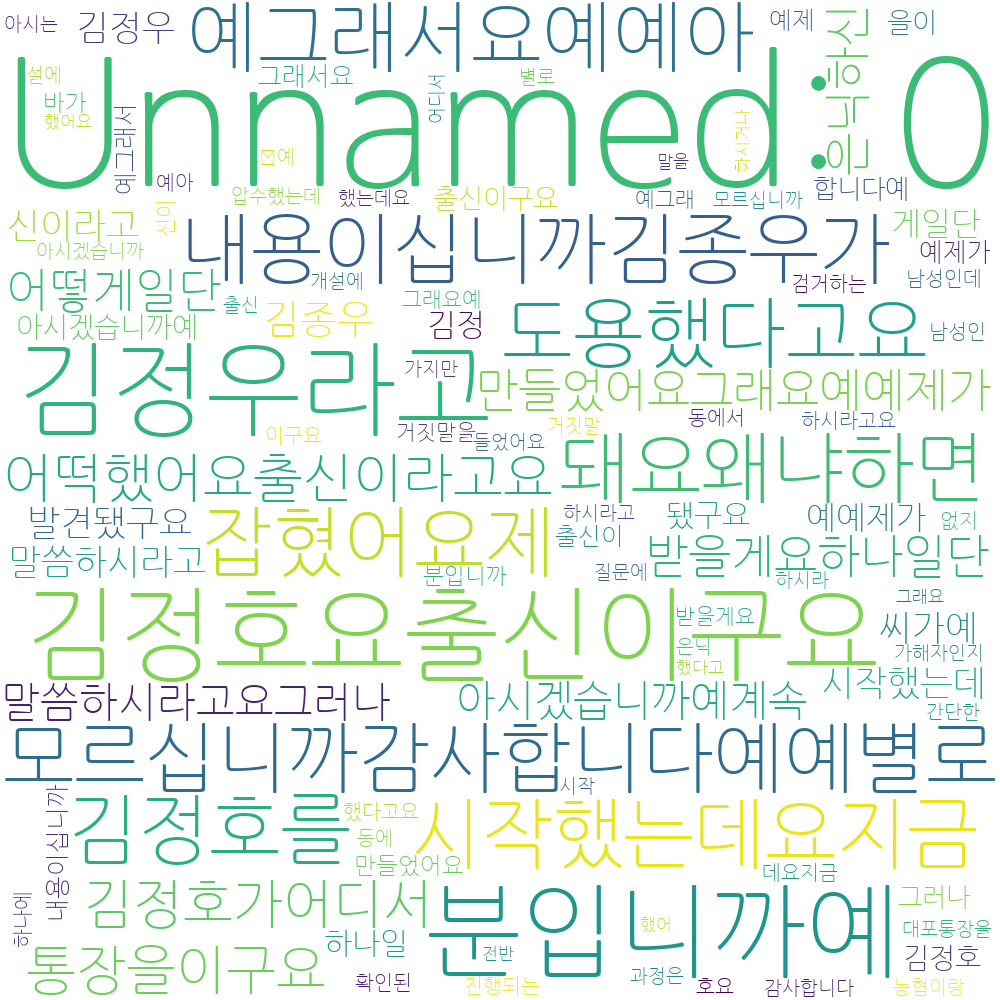 아시는 김정우 예그래서요예예아 예제 을이
Unnamed: 0
은닉하신
설에 그래서요 별로
바가
했어요
어디서
예그래서
예아
☒예
하시거나
말을
압수했는데 했는데요 출신이구요 예그래 모르십니까 합니다예
신이라고
신이
내용이십니까김종우가
게일단
아시겠습니까
예제가
어떻게일단
개설에
검거하는 남성인데
출신
그래요예
김종우 김정
도용했다고요
아시겠습니까예
남성인
김정우라고
가지만
만들었어요그래요예예제가
이구요 거짓말을
거짓말
동에서 하시라고요
들었어요
어떡했어요출신이라고요
돼요왜냐하면
발견됐구요
잡혔어요제
하시라고
출신이
됐구요 예예제가 없지
말씀하시라고
분입니까
질문에
받을게요하나일단
하시라
김정호요출신이구요
그래요
받을게요
은닉
했다고
씨가예
가해자인지
말씀하시라고요그러나
아시겠습니까예계속
시작했는데
간단한
모르십니까감사합니다예예별로
시작
내용이십니까
김정호를
했다고요
동에
만들었어요
시작했는데요지금
데요지금
하나에
김정호가어디서
분입니까예
그러나
했어
대포통장을
통장을이구요
하나일
전반
김정호
확인된
진행되는
과정은
호요
감사합니다
농협이랑